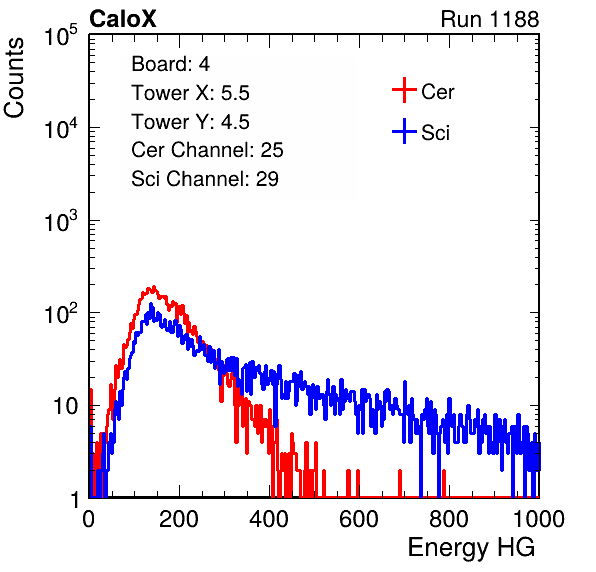 CaloX Run 1188
Counts
10^5
10^4
10^3
10^2
10
1
Board: 4
Tower X: 5.5
Tower Y: 4.5
Cer Channel: 25
Sci Channel: 29
Cer
Sci
0 200 400 600 800 1000
Energy HG